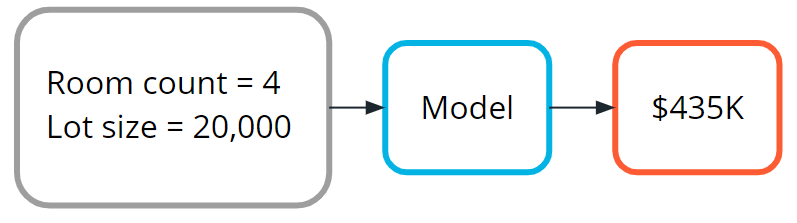 Room count = 4
Lot size = 20,000
Model
$435K